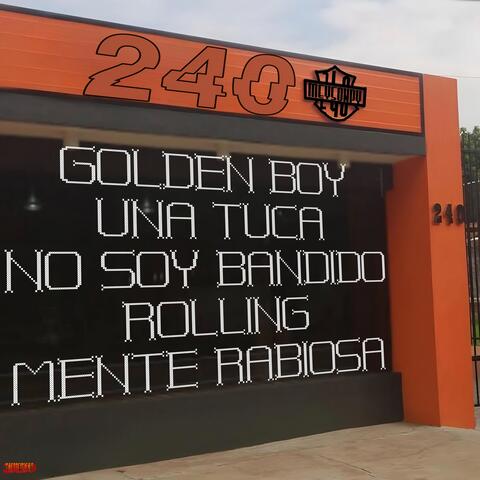 240
GOLDEN BOY
UNA TUCA
NO SOY BANDIDO
ROLLING
MENTE RABIOSA
240